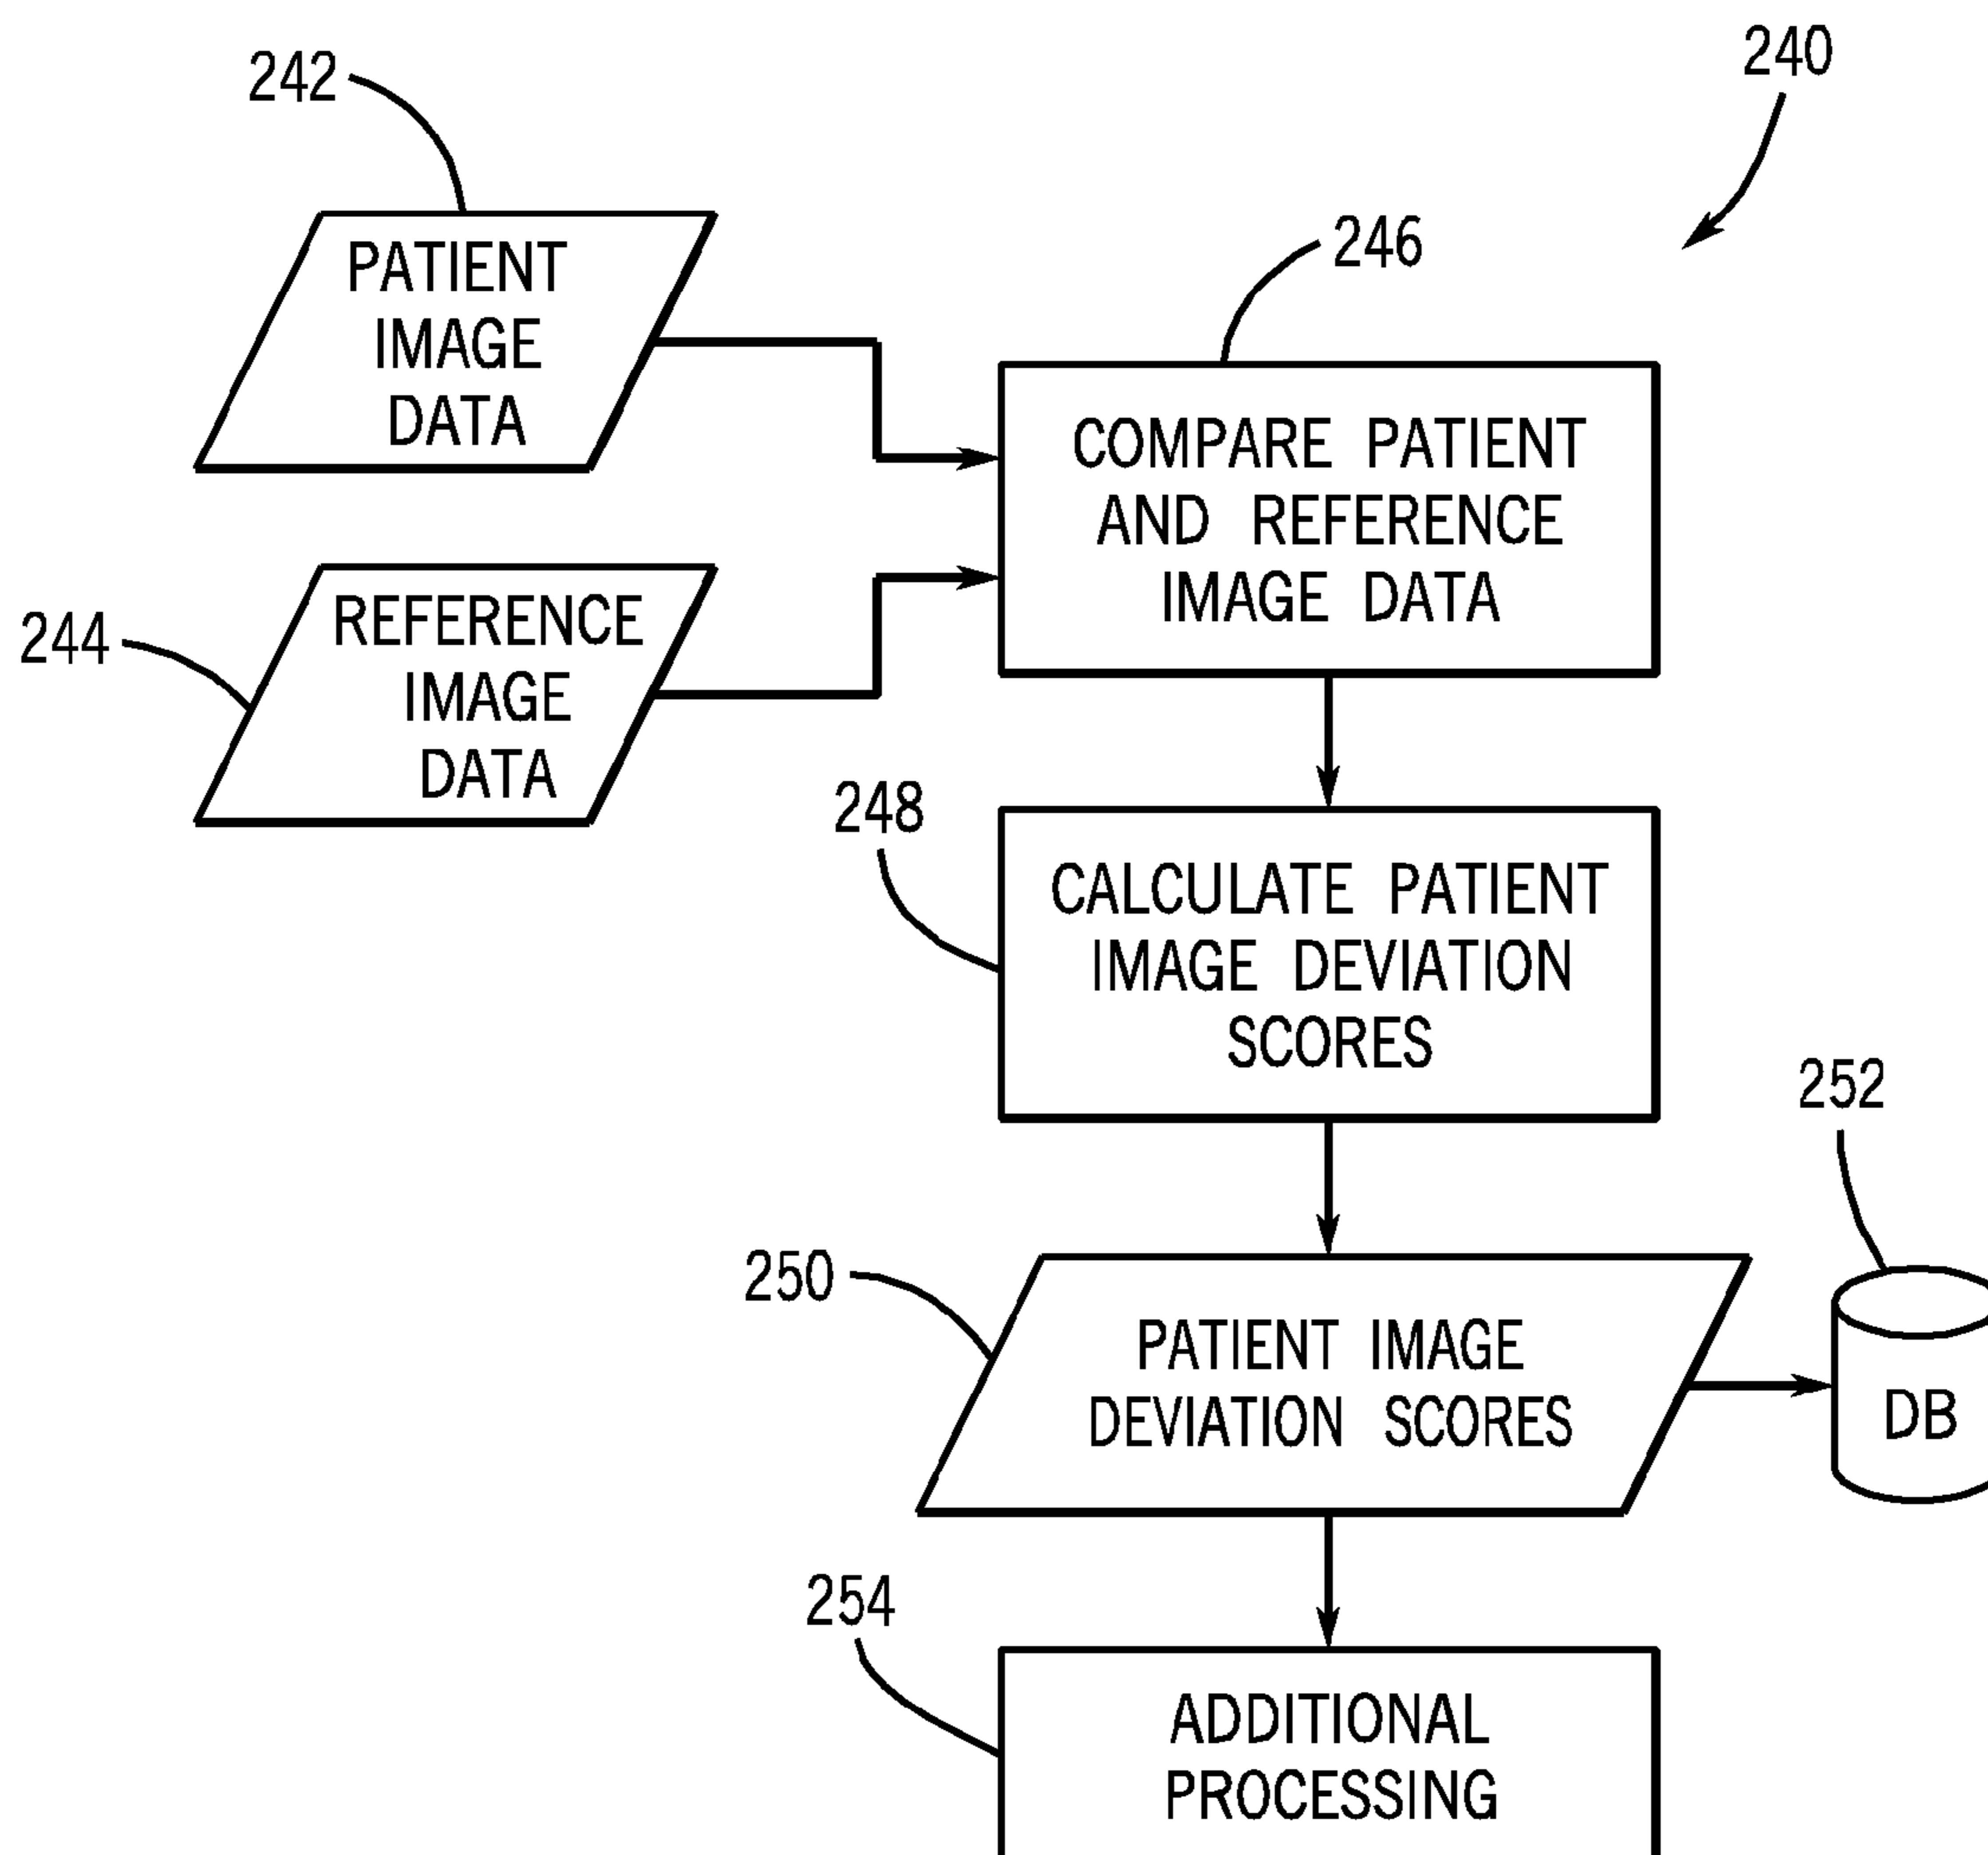 240
242
PATIENT
IMAGE
DATA
246
COMPARE PATIENT
AND REFERENCE
IMAGE DATA
244
REFERENCE
IMAGE
DATA
248
CALCULATE PATIENT
IMAGE DEVIATION
SCORES
252
250
PATIENT IMAGE
DEVIATION SCORES
DB
254
ADDITIONAL
PROCESSING